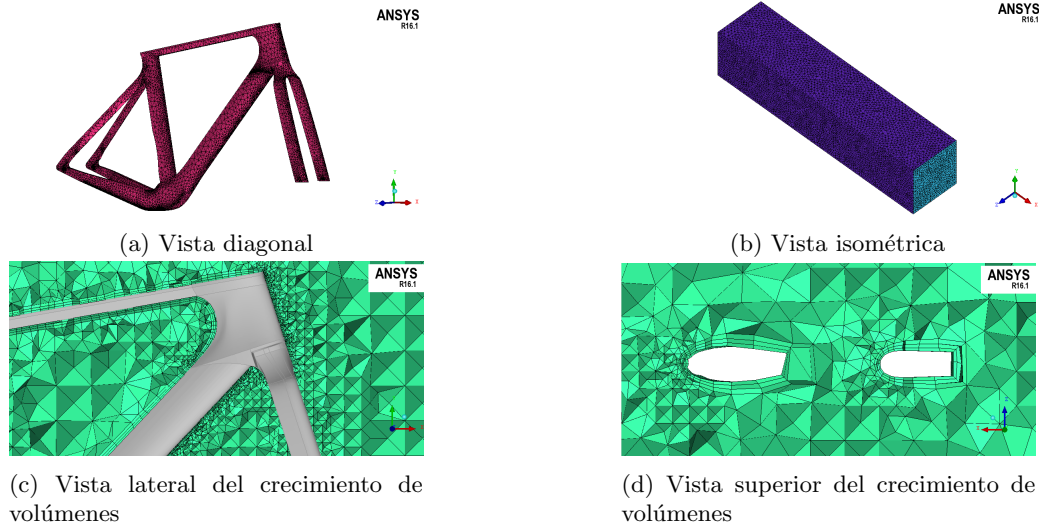 ANSYS
R16.1
Y
Z
X
ANSYS
R16.1
Y
Z
X
(a) Vista diagonal
(b) Vista isométrica
ANSYS
R16.1
ANSYS
R16.1
(c) Vista lateral del crecimiento de
volúmenes
(d) Vista superior del crecimiento de
volúmenes